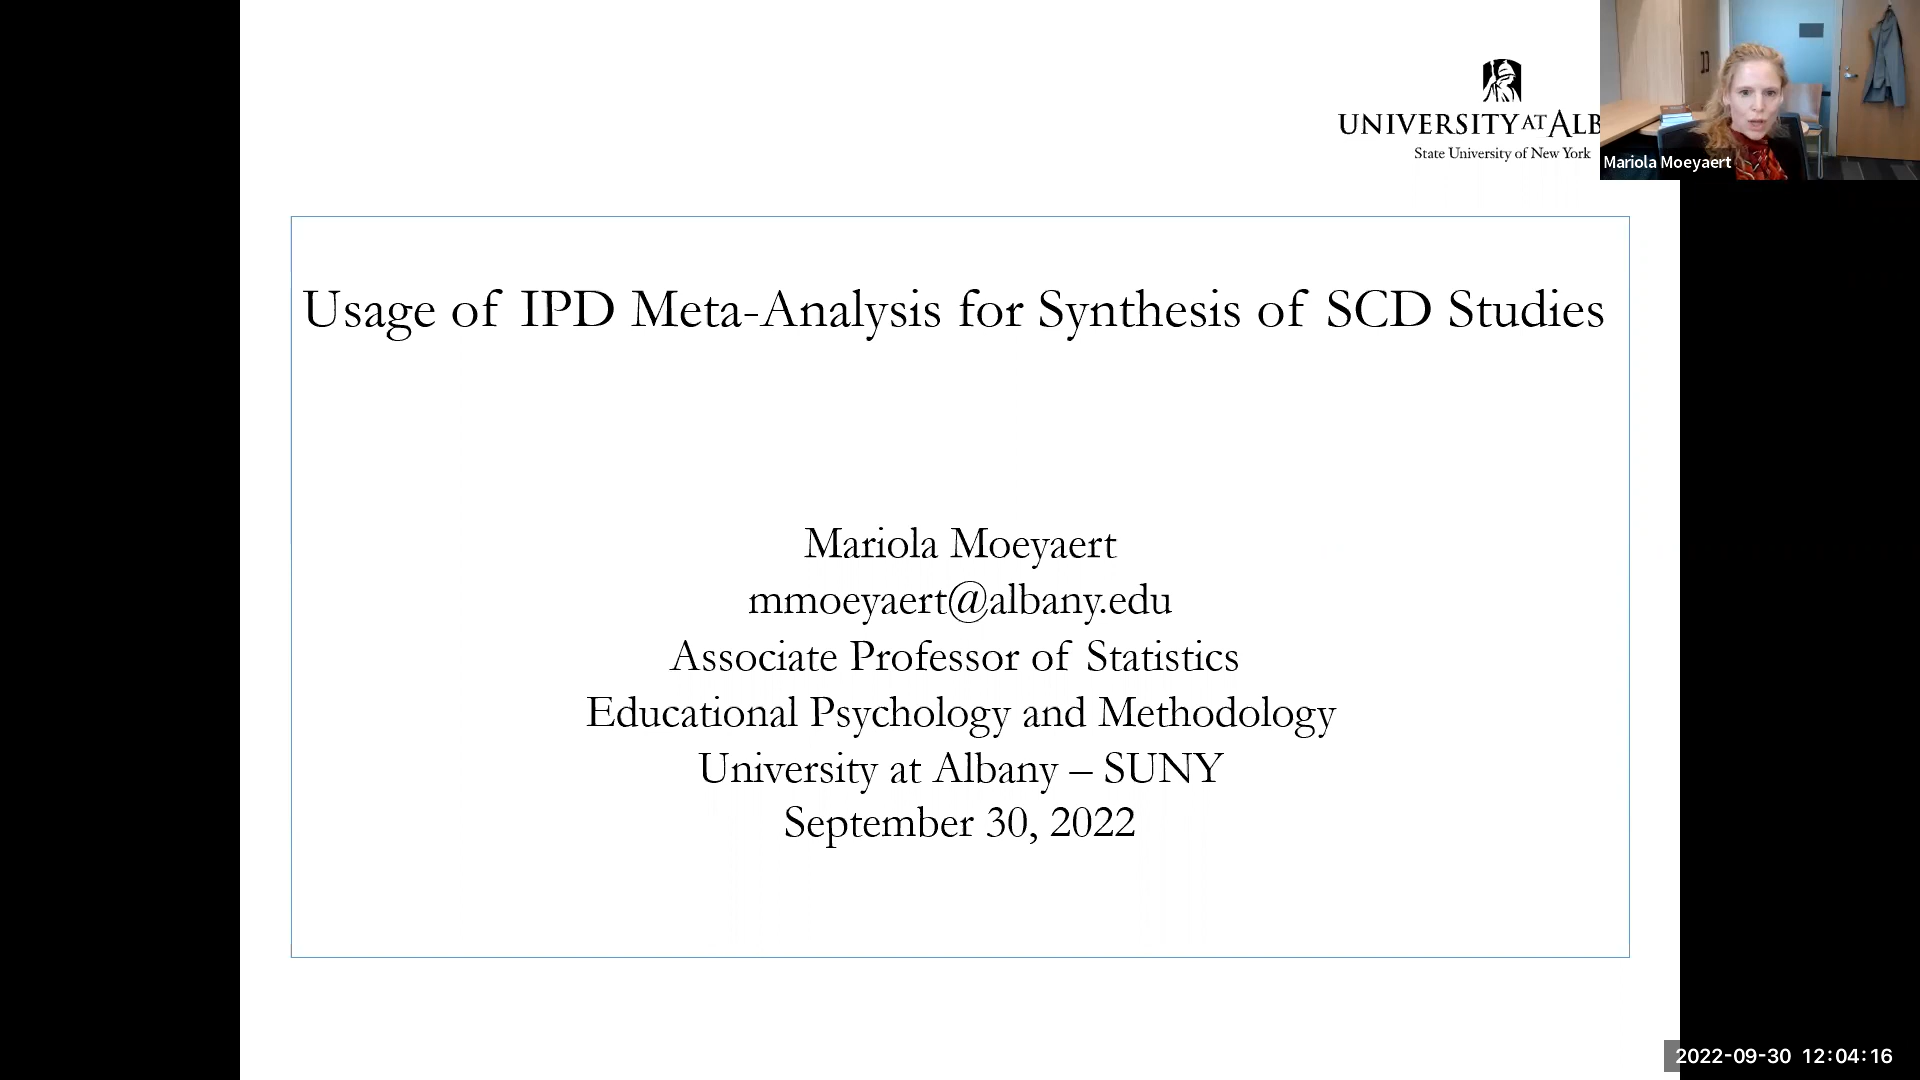 UNIVERSITY AT ALB
State University of New York
Mariola Moeyaert
Usage of IPD Meta-Analysis for Synthesis of SCD Studies
Mariola Moeyaert
mmoeyaert@albany.edu
Associate Professor of Statistics
Educational Psychology and Methodology
University at Albany – SUNY
September 30, 2022
2022-09-30 12:04:16